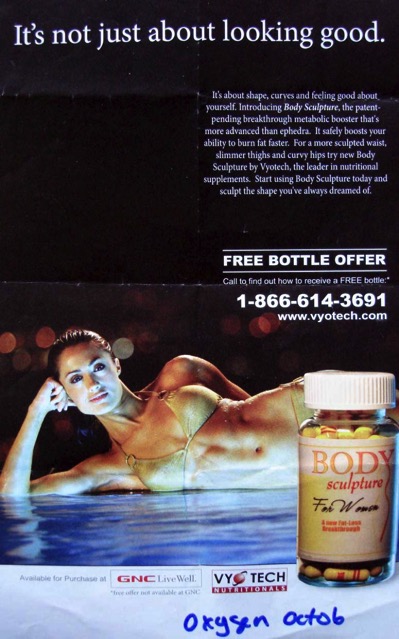 It's not just about looking good.
It's about shape, curves and feeling good about
yourself. Introducing Body Sculpture, the patent-
pending breakthrough metabolic booster that's
more advanced than ephedra. It safely boosts your
ability to burn fat faster. For a more sculpted waist,
slimmer thighs and curvy hips try new Body
Sculpture by Vyotech, the leader in nutritional
supplements. Start using Body Sculpture today and
sculpt the shape you've always dreamed of.
FREE BOTTLE OFFER
Call to find out how to receive a FREE bottle:*
1-866-614-3691
www.vyotech.com
BODY
sculpture
For Women
A new Fat-Loss
Breakthrough
Available for Purchase at GNC LiveWell. VYOTECH
NUTRITIONALS
*free offer not available at GNC
Oxygen Octob